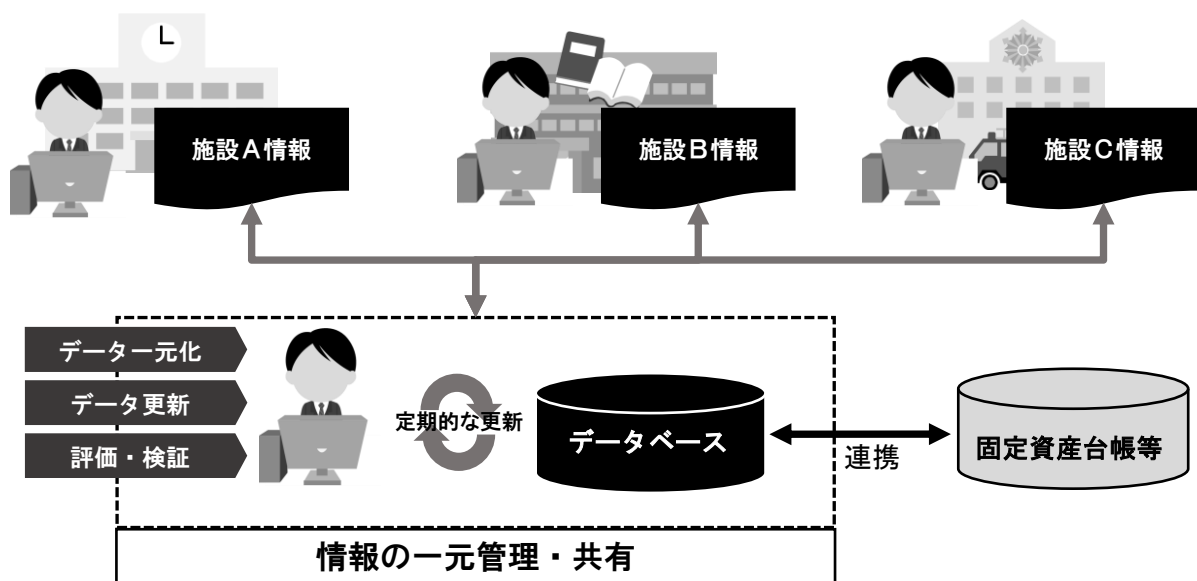 施設A情報
施設B情報
施設C情報
データ一元化
データ更新
評価・検証
定期的な更新
データベース
連携
固定資産台帳等
情報の一元管理・共有